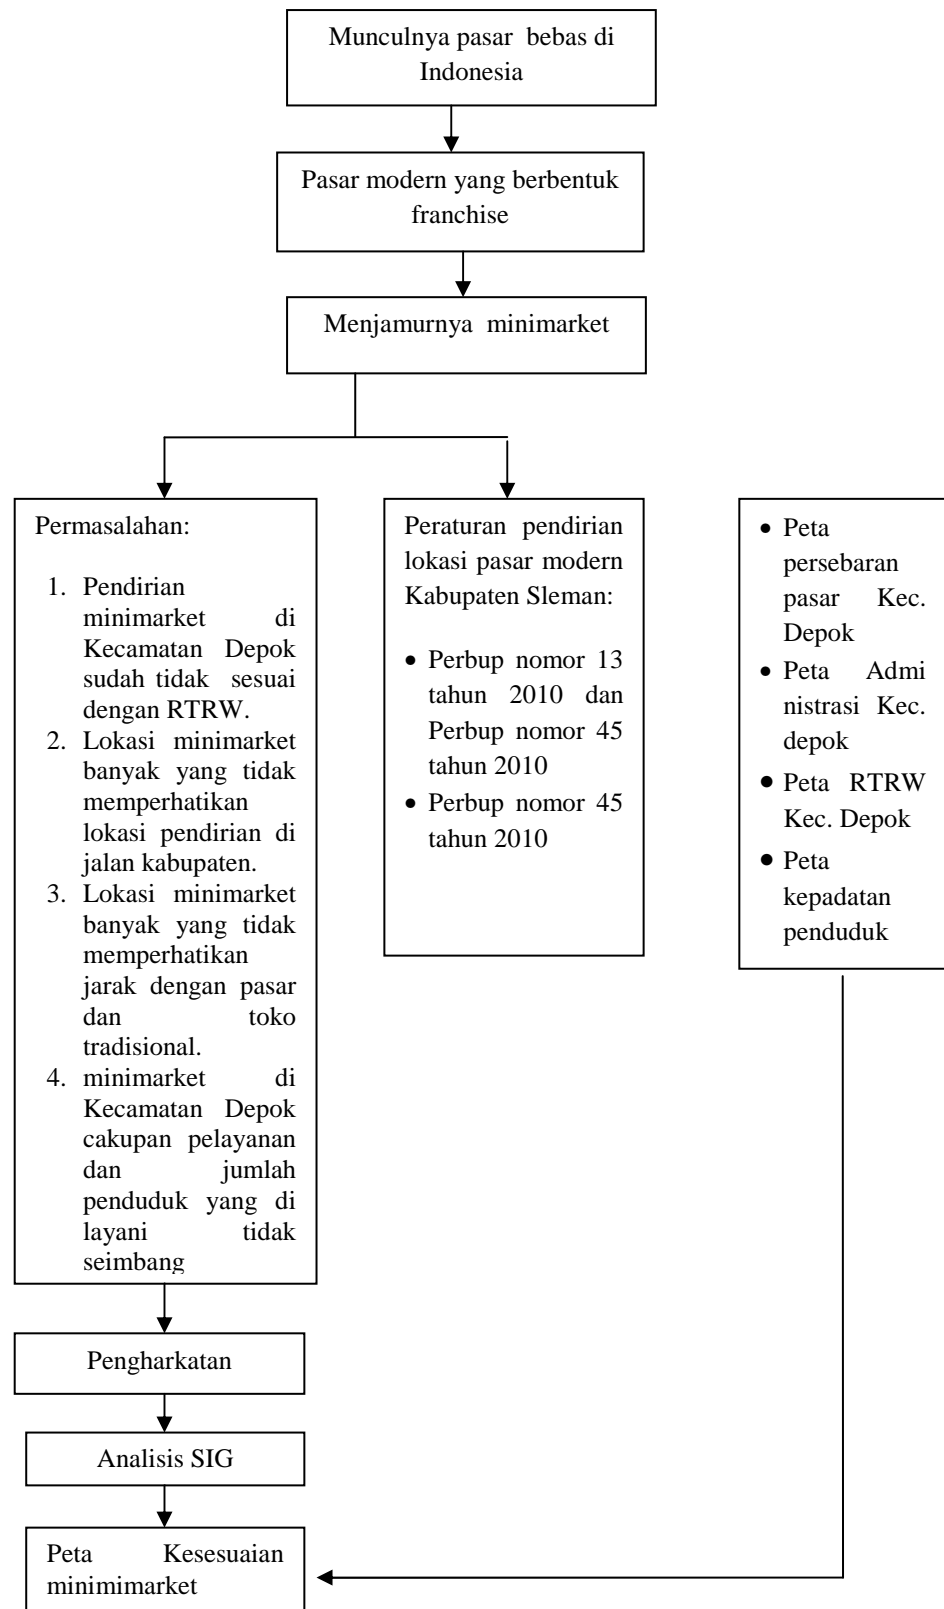 Munculnya pasar bebas di
Indonesia
Pasar modern yang berbentuk
franchise
Menjamurnya minimarket
Permasalahan:
1. Pendirian
minimarket di
Kecamatan Depok
sudah tidak sesuai
dengan RTRW.
2. Lokasi minimarket
banyak yang tidak
memperhatikan
lokasi pendirian di
jalan kabupaten.
3. Lokasi minimarket
banyak yang tidak
memperhatikan
jarak dengan pasar
dan toko
tradisional.
4. minimarket di
Kecamatan Depok
cakupan pelayanan
dan jumlah
penduduk yang di
layani tidak
seimbang
Peraturan pendirian
lokasi pasar modern
Kabupaten Sleman:
• Perbup nomor 13
tahun 2010 dan
Perbup nomor 45
tahun 2010
• Perbup nomor 45
tahun 2010
• Peta
persebaran
pasar Kec.
Depok
• Peta Admi
nistrasi Kec.
depok
• Peta RTRW
Kec. Depok
• Peta
kepadatan
penduduk
Pengharkatan
Analisis SIG
Peta Kesesuaian
minimimarket